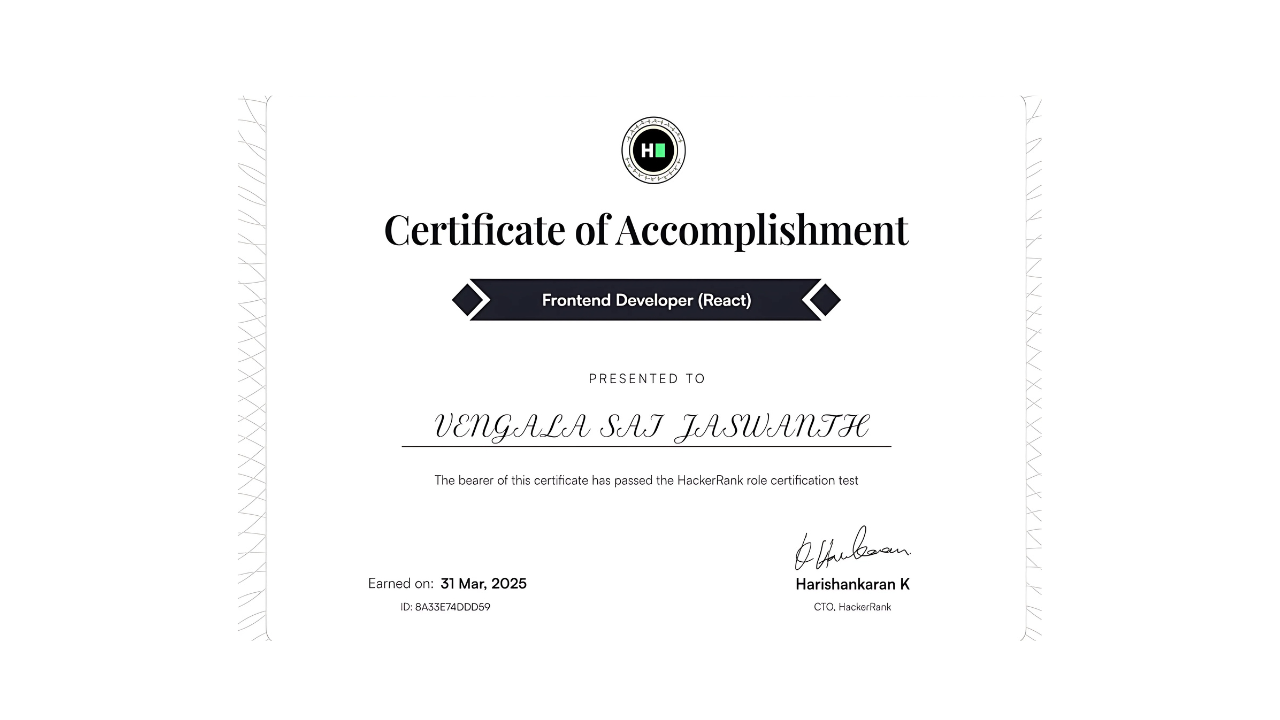 H
Certificate of Accomplishment
Frontend Developer (React)
PRESENTED TO
VENGALA SAI JASWANTH
The bearer of this certificate has passed the HackerRank role certification test
Earned on: 31 Mar, 2025
ID: 8A33E74DDD59
Harishankaran K
CTO, HackerRank